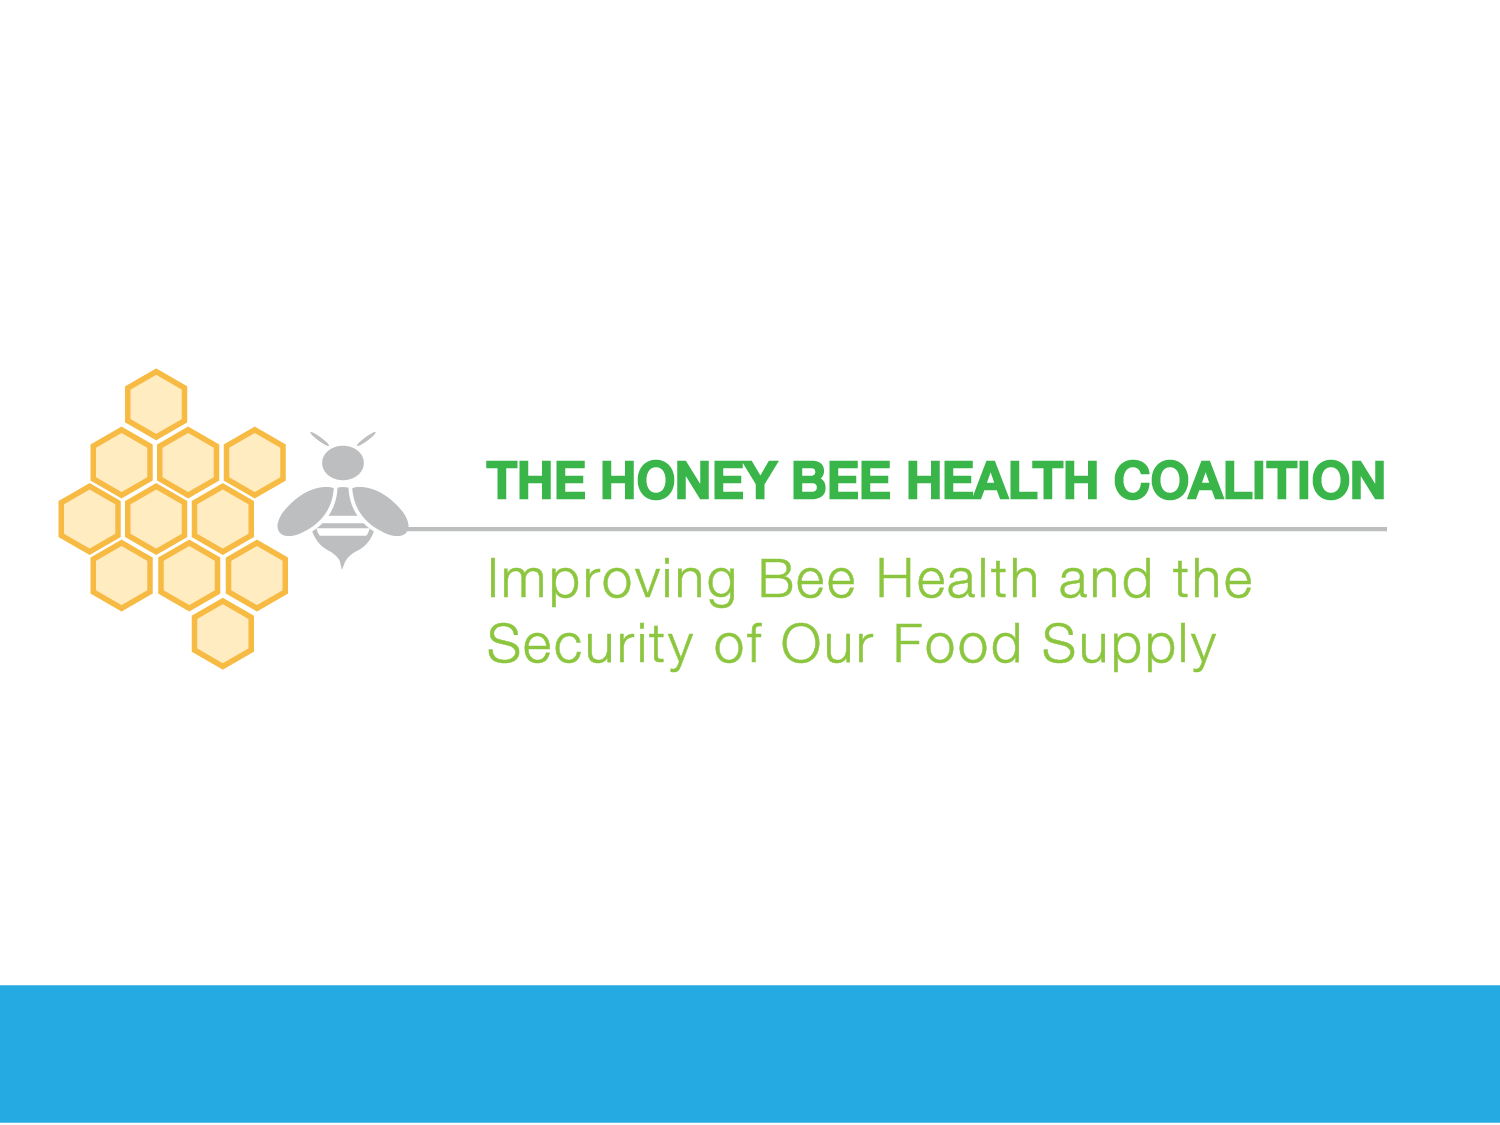 THE HONEY BEE HEALTH COALITION
Improving Bee Health and the
Security of Our Food Supply